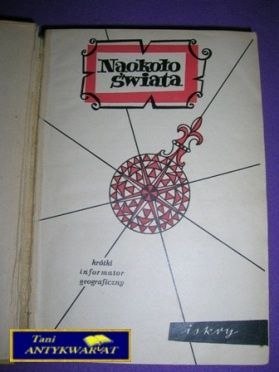 Naokoło
Świata
krótki
informator
geograficzny
iskry
Tani
ANTYKWARIAT